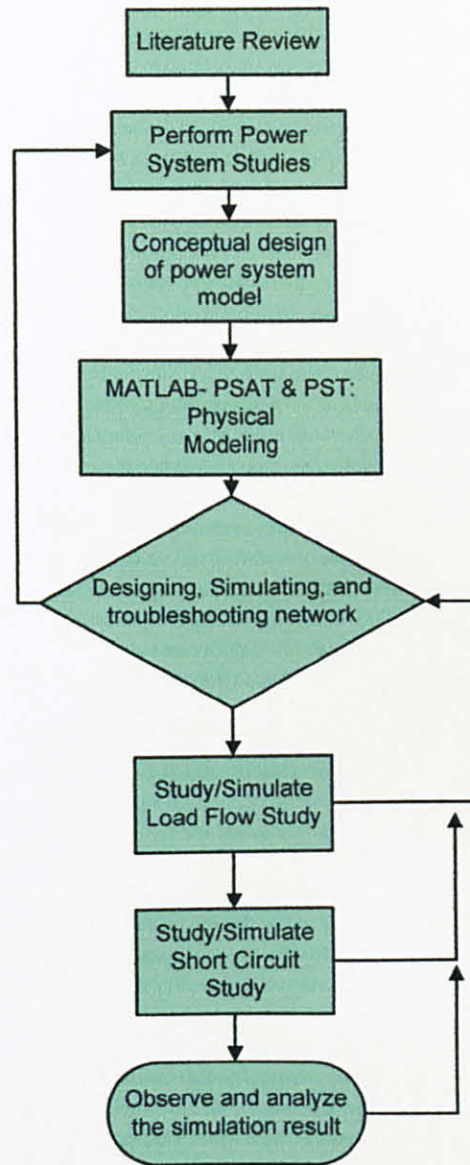 Literature Review
Perform Power
System Studies
Conceptual design
of power system
model
MATLAB- PSAT & PST:
Physical
Modeling
Designing, Simulating, and
troubleshooting network
Study/Simulate
Load Flow Study
Study/Simulate
Short Circuit
Study
Observe and analyze
the simulation result